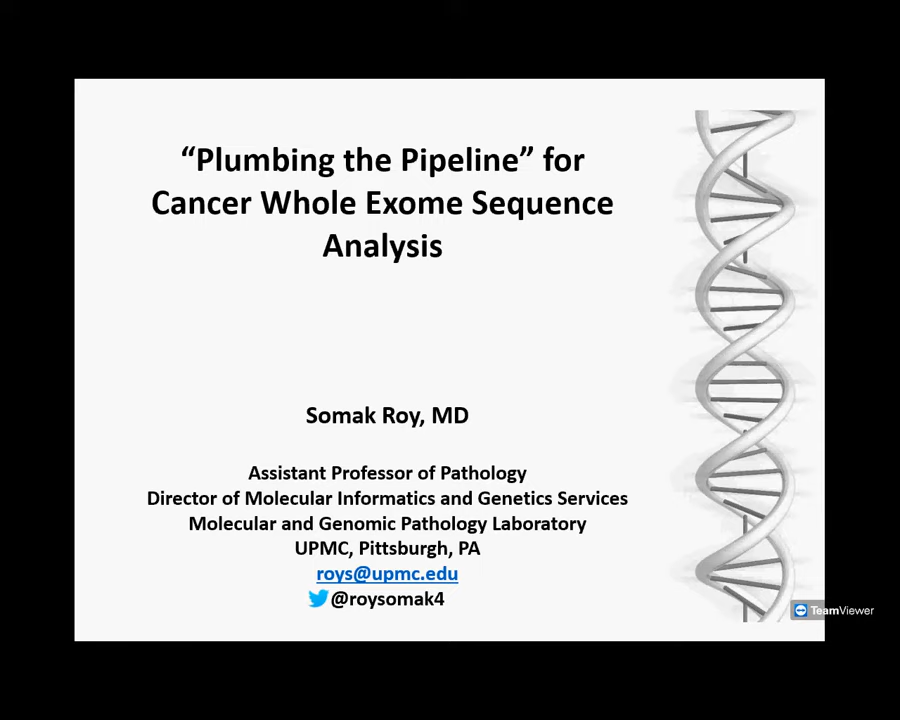 “Plumbing the Pipeline” for
Cancer Whole Exome Sequence
Analysis
Somak Roy, MD
Assistant Professor of Pathology
Director of Molecular Informatics and Genetics Services
Molecular and Genomic Pathology Laboratory
UPMC, Pittsburgh, PA
roys@upmc.edu
@roysomak4
TeamViewer